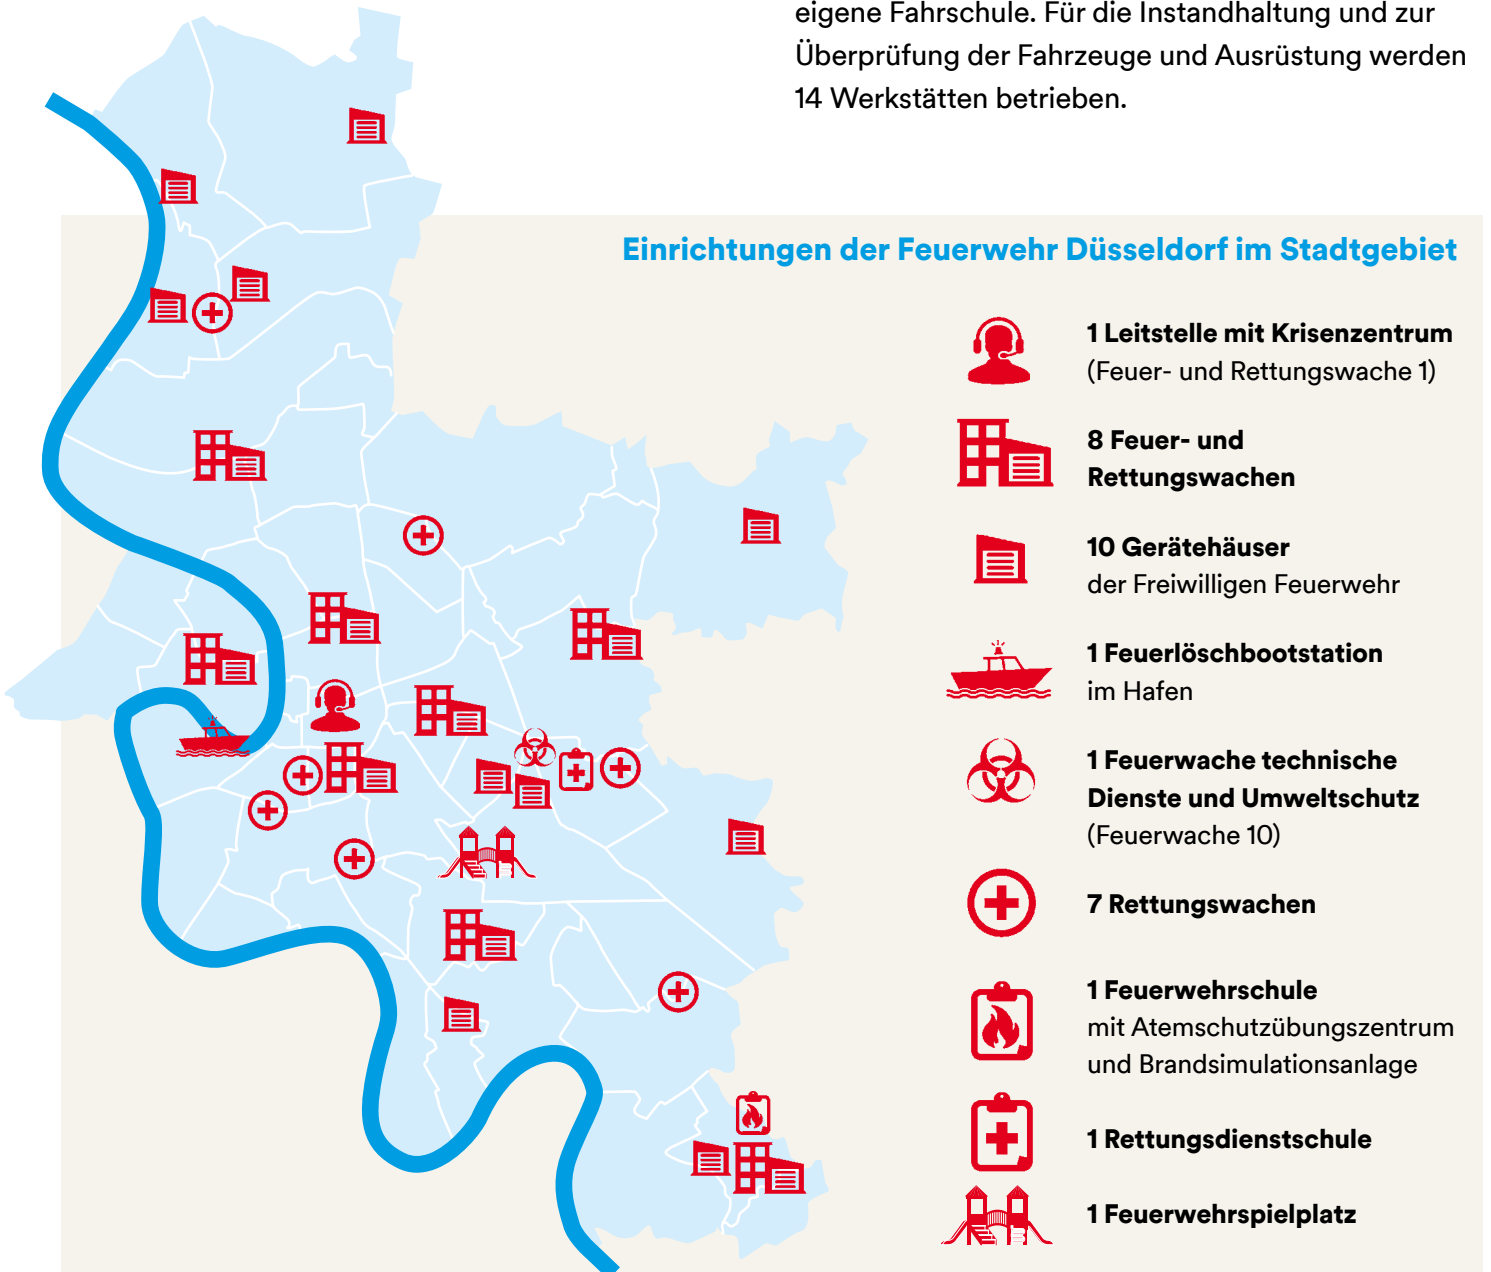 eigene Fahrschule. Für die Instandhaltung und zur
Überprüfung der Fahrzeuge und Ausrüstung werden
14 Werkstätten betrieben.
Einrichtungen der Feuerwehr Düsseldorf im Stadtgebiet
1 Leitstelle mit Krisenzentrum
(Feuer- und Rettungswache 1)
8 Feuer- und
Rettungswachen
10 Gerätehäuser
der Freiwilligen Feuerwehr
1 Feuerlöschbootstation
im Hafen
1 Feuerwache technische
Dienste und Umweltschutz
(Feuerwache 10)
7 Rettungswachen
1 Feuerwehrschule
mit Atemschutzübungszentrum
und Brandsimulationsanlage
1 Rettungsdienstschule
1 Feuerwehrspielplatz